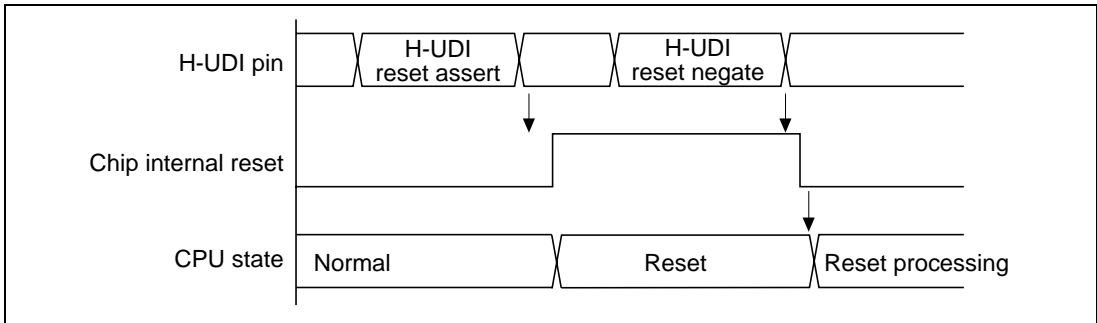 H-UDI pin
H-UDI
reset assert
H-UDI
reset negate
Chip internal reset
CPU state
Normal
Reset
Reset processing